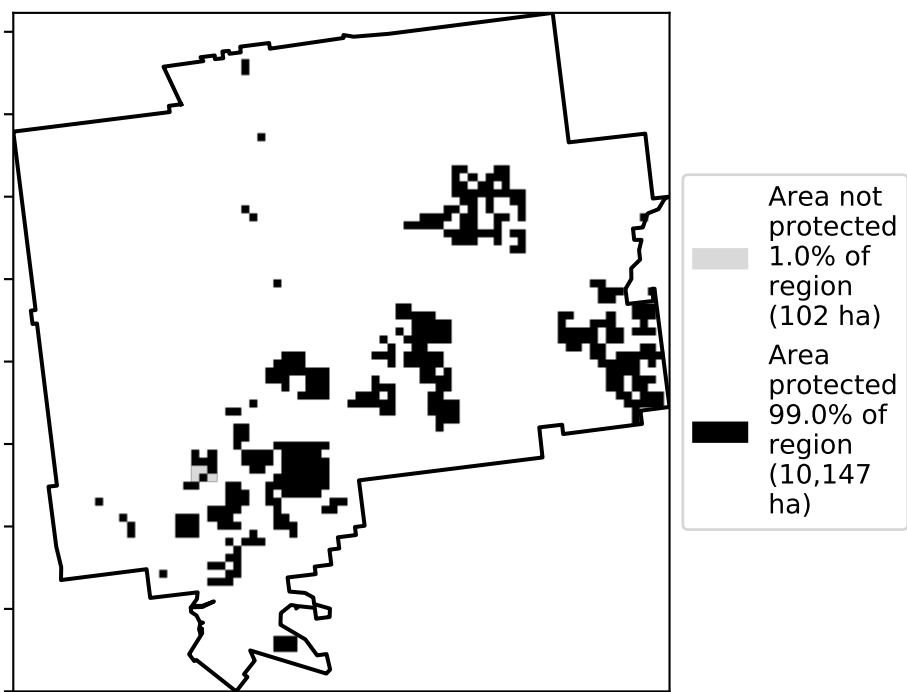 Area not
protected
1.0% of
region
(102 ha)
Area
protected
99.0% of
region
(10,147
ha)